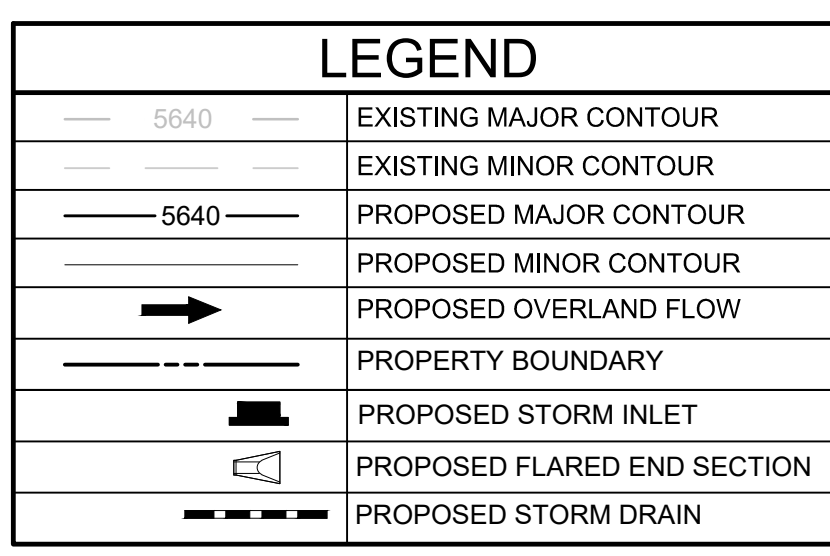 LEGEND
5640 EXISTING MAJOR CONTOUR
EXISTING MINOR CONTOUR
5640 PROPOSED MAJOR CONTOUR
PROPOSED MINOR CONTOUR
PROPOSED OVERLAND FLOW
PROPERTY BOUNDARY
PROPOSED STORM INLET
PROPOSED FLARED END SECTION
PROPOSED STORM DRAIN